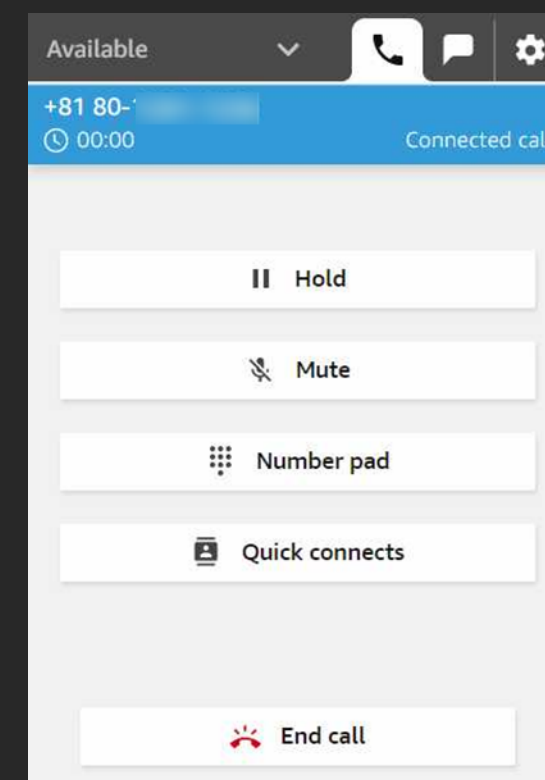 Available
+81 80-
00:00
Connected cal
Hold
Mute
Number pad
Quick connects
End call